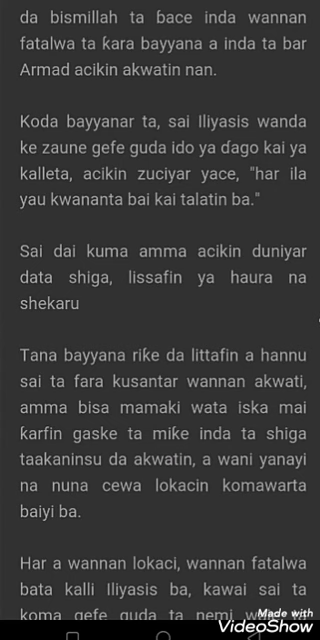 da bismillah ta ɓace inda wannan
fatalwa ta ƙara bayyana a inda ta bar
Armad acikin akwatin nan.
Koda bayyanar ta, sai Iliyasis wanda
ke zaune gefe guda ido ya ɗago kai ya
kalleta, acikin zuciyar yace, "har ila
yau kwananta bai kai talatin ba."
Sai dai kuma amma acikin duniyar
data shiga, lissafin ya haura na
shekaru
Tana bayyana riƙe da littafin a hannu
sai ta fara kusantar wannan akwati,
amma bisa mamaki wata iska mai
ƙarfin gaske ta miƙe inda ta shiga
taakaninsu da akwatin, a wani yanayi
na nuna cewa lokacin komawarta
baiyi ba.
Har a wannan lokaci, wannan fatalwa
bata kalli Iliyasis ba, kawai sai ta
koma gefe guda ta nemi
Made with
VideoShow